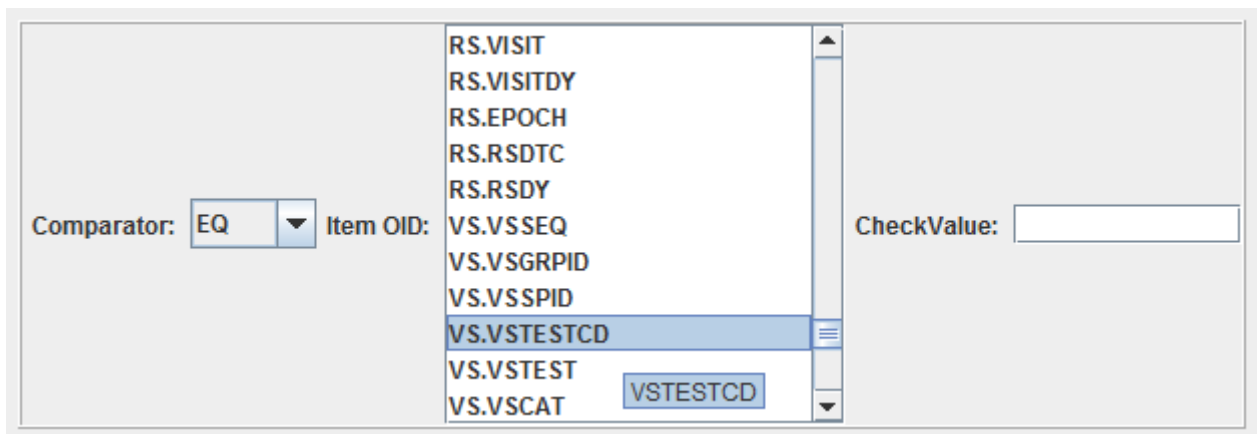 RS.VISIT
RS.VISITDY
RS.EPOCH
RS.RSDTC
RS.RSDY
Comparator: EQ Item OID: VS.VSSEQ CheckValue:
VS.VSGRPID
VS.VSSPID
VS.VSTESTCD
VS.VSTEST
VSTESTCD
VS.VSCAT